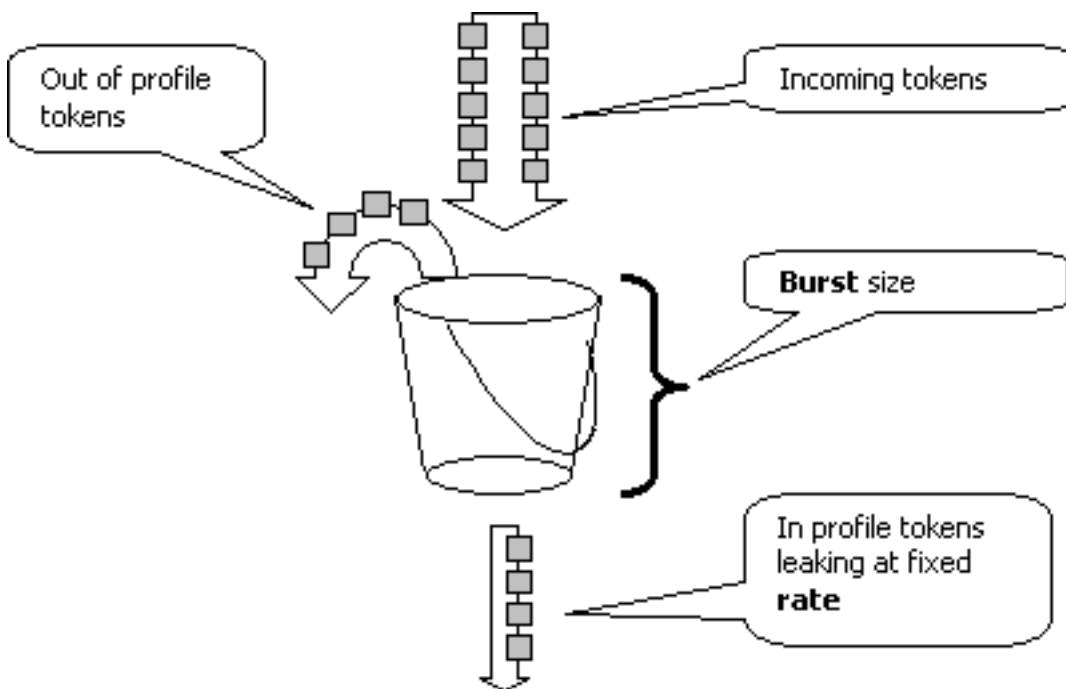 Out of profile
tokens
Incoming tokens
Burst size
In profile tokens
leaking at fixed
rate